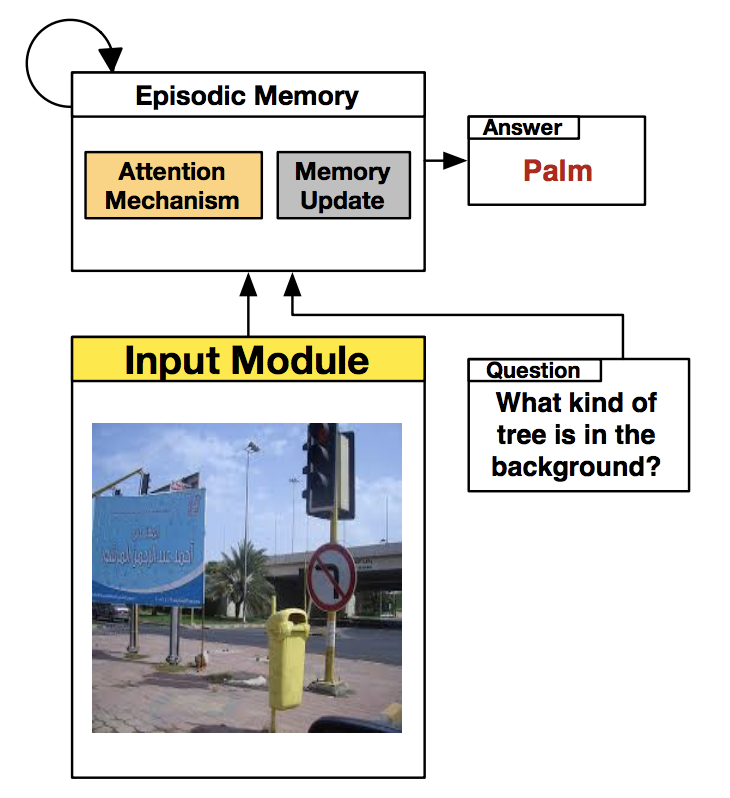 Episodic Memory
Attention
Mechanism
Memory
Update
Answer
Palm
Input Module
Question
What kind of
tree is in the
background?